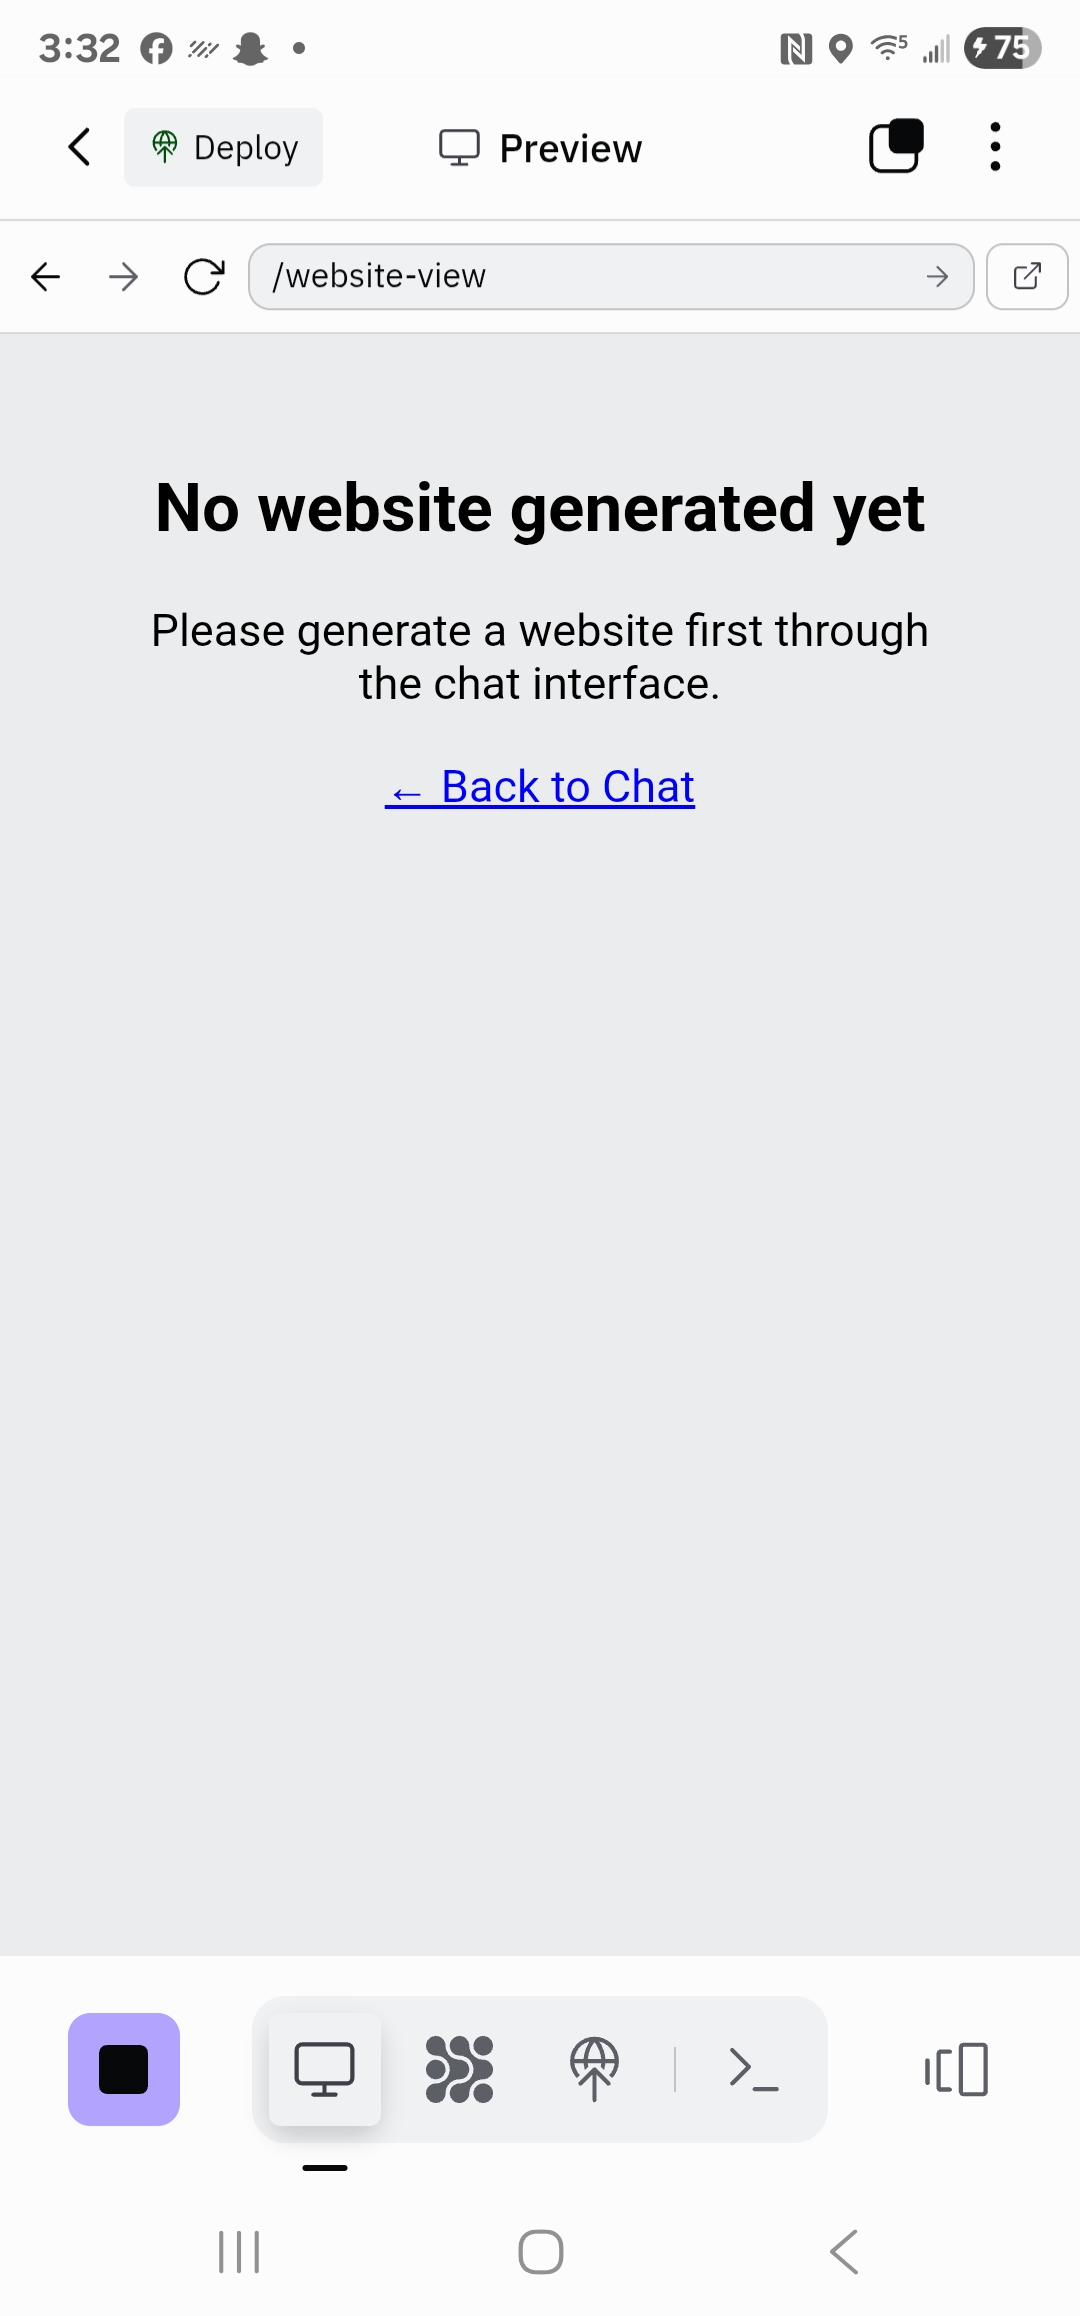 3:32
5
75
Deploy
Preview
/website-view
No website generated yet
Please generate a website first through
the chat interface.
← Back to Chat